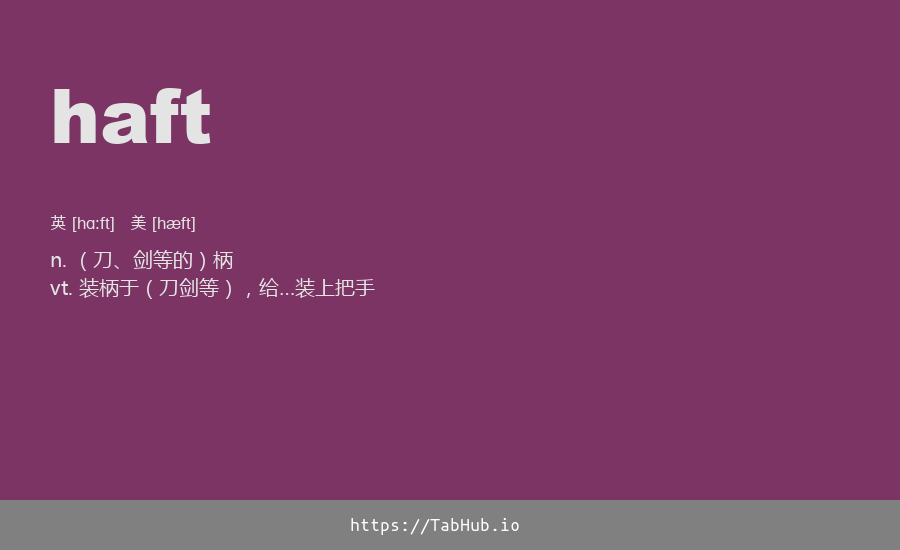 haft
英 [hɑːft] 美 [hæft]
n. （刀、剑等的）柄
vt. 装柄于（刀剑等），给...装上把手
https://TabHub.io